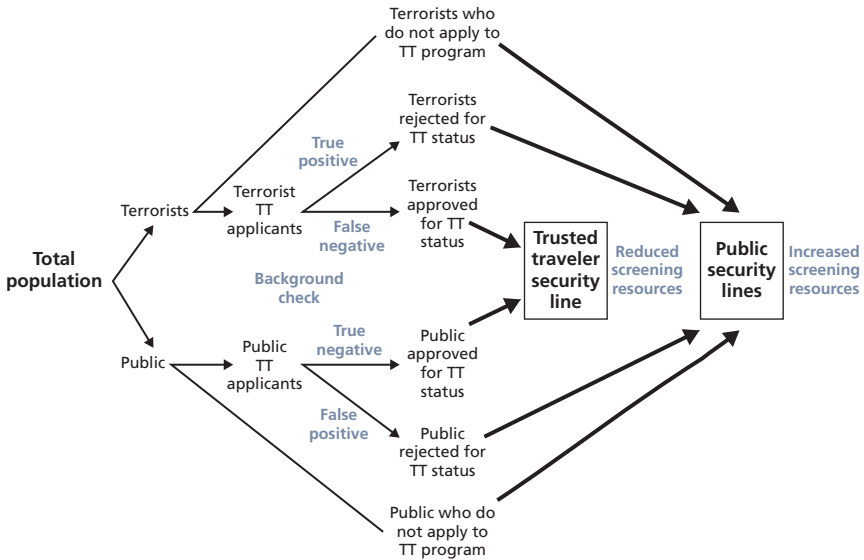 Terrorists who
do not apply to
TT program
Terrorists
rejected for
TT status
True
positive
Terrorists
Terrorist
TT
applicants
False
negative
Terrorists
approved
for TT
status
Total
population
Background
check
Trusted
traveler
security
line
Reduced
screening
resources
Public
security
lines
Increased
screening
resources
Public
Public
TT
applicants
True
negative
Public
approved
for TT
status
False
positive
Public
rejected for
TT status
Public who do
not apply to
TT program